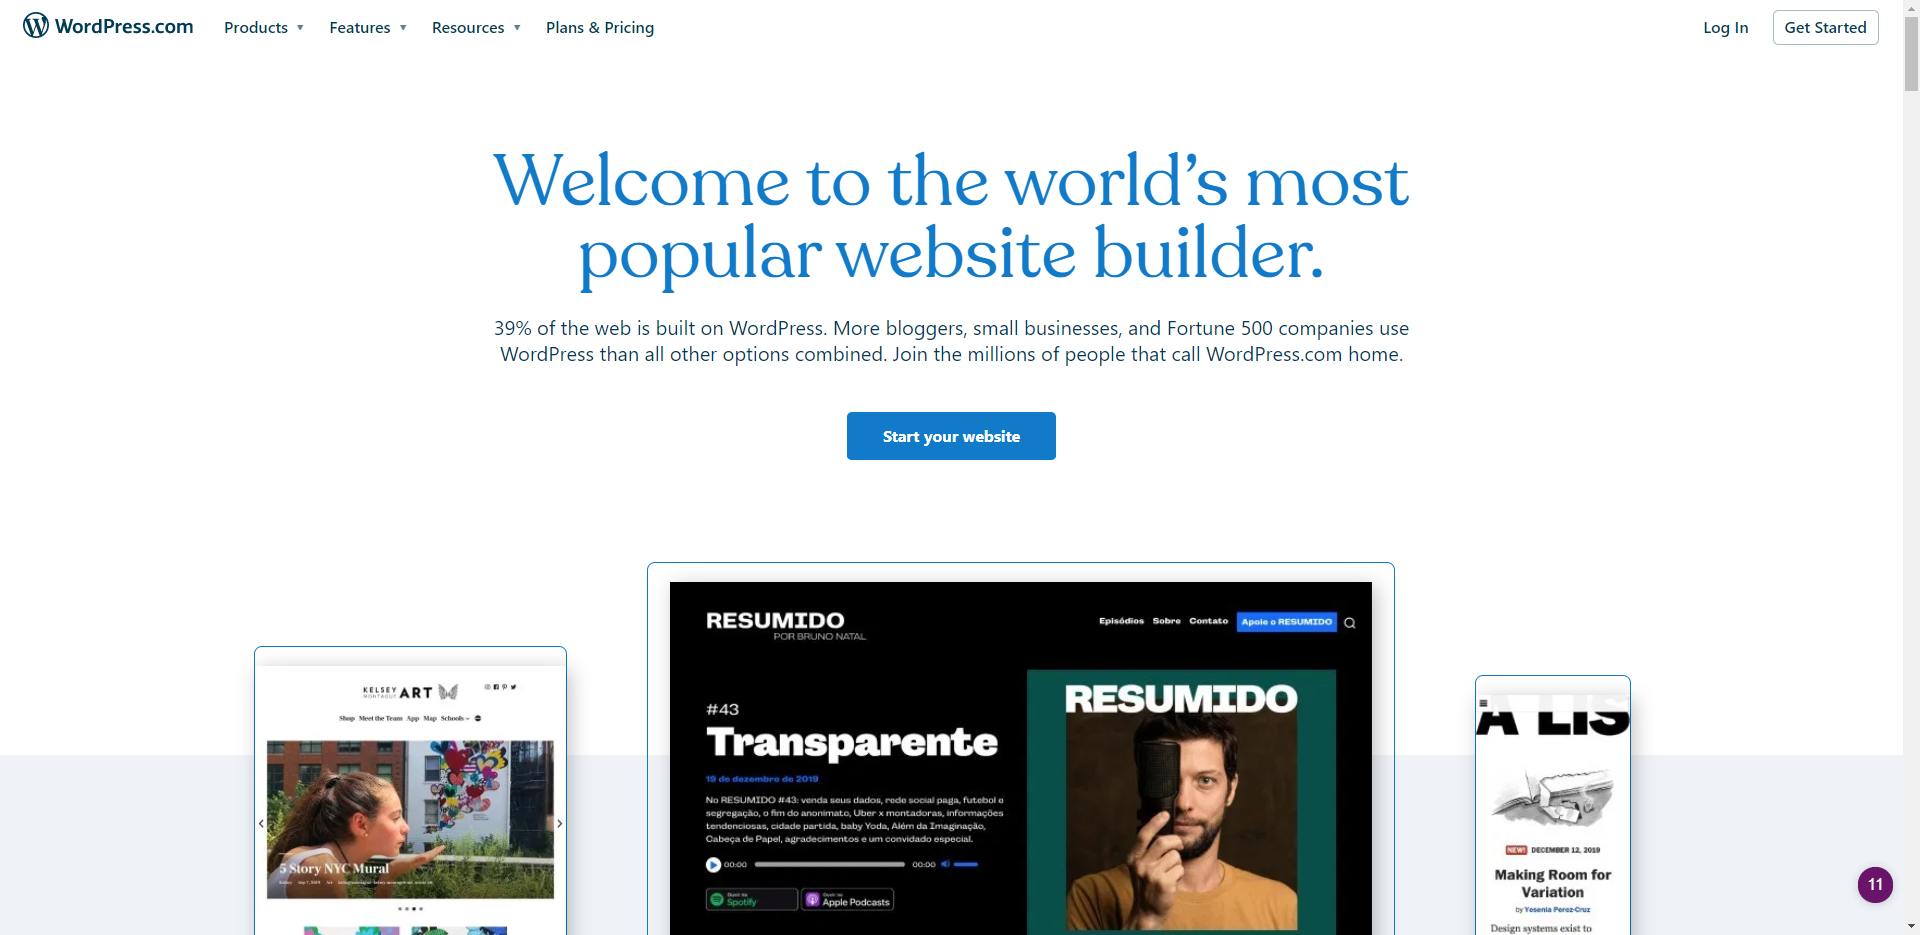 WordPress.com
Products
Features
Resources
Plans & Pricing
Log In
Get Started
Welcome to the world’s most
popular website builder.
39% of the web is built on WordPress. More bloggers, small businesses, and Fortune 500 companies use
WordPress than all other options combined. Join the millions of people that call WordPress.com home.
Start your website
KELSEY
MONTAGUE
ART
Shop Meet the Team App Map Schools
5 Story NYC Mural
RESUMIDO
POR BRUNO NATAL
Episódios Sobre Contato Apoie o RESUMIDO
#43
Transparente
19 de dezembro de 2019
No RESUMIDO #43: venda seus dados, rede social paga, futebol e
segregação, o fim do anonimato, Uber x montadoras, informações
tendenciosas, cidade partida, baby Yoda, Além da Imaginação,
Cabeça de Papel, agradecimentos e um convidado especial.
00:00 00:00
Ouvir no
Spotify
Ouvir no
Apple Podcasts
RESUMIDO
A LIS
NEW! DECEMBER 12, 2019
Making Room for
Variation
by Yesenia Perez-Cruz
Design systems exist to
11